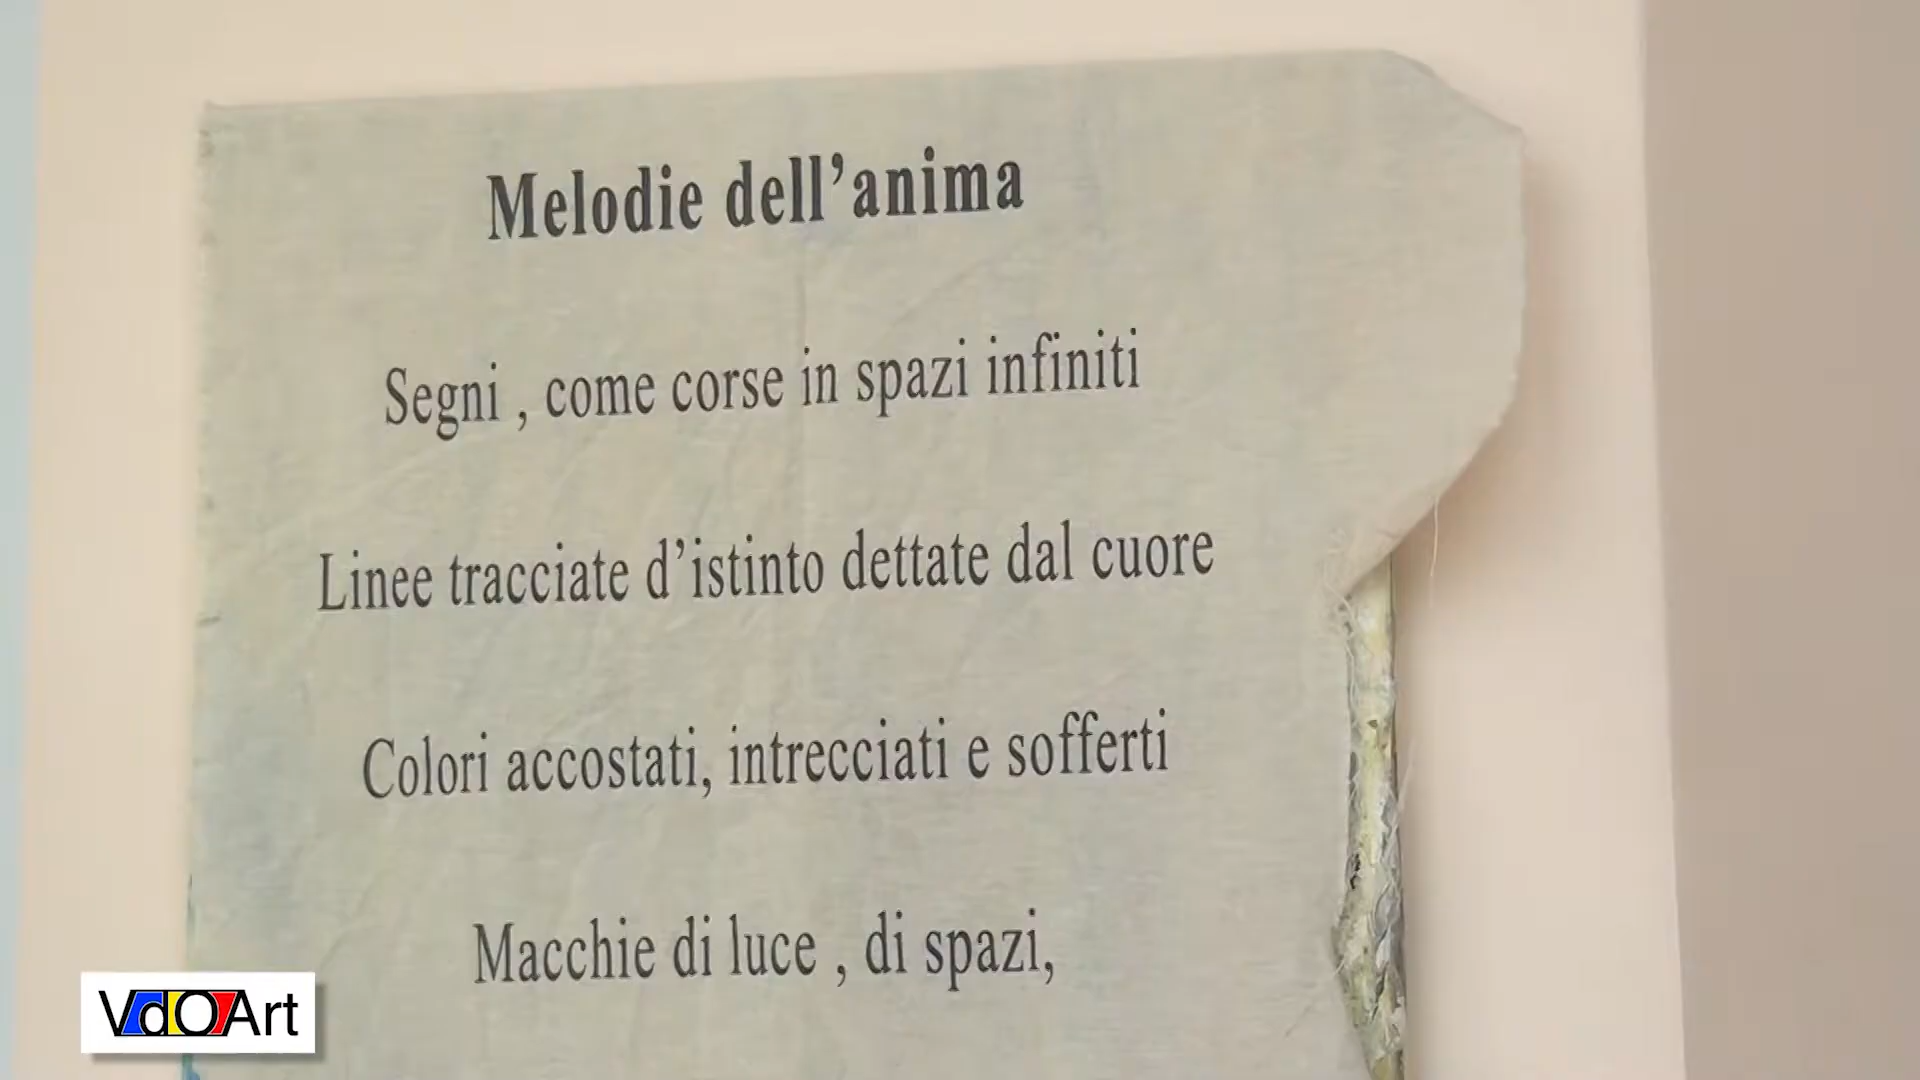 Melodie dell’anima
Segni , come corse in spazi infiniti
Linee tracciate d’istinto dettate dal cuore
Colori accostati, intrecciati e sofferti
Macchie di luce , di spazi,
VdOArt